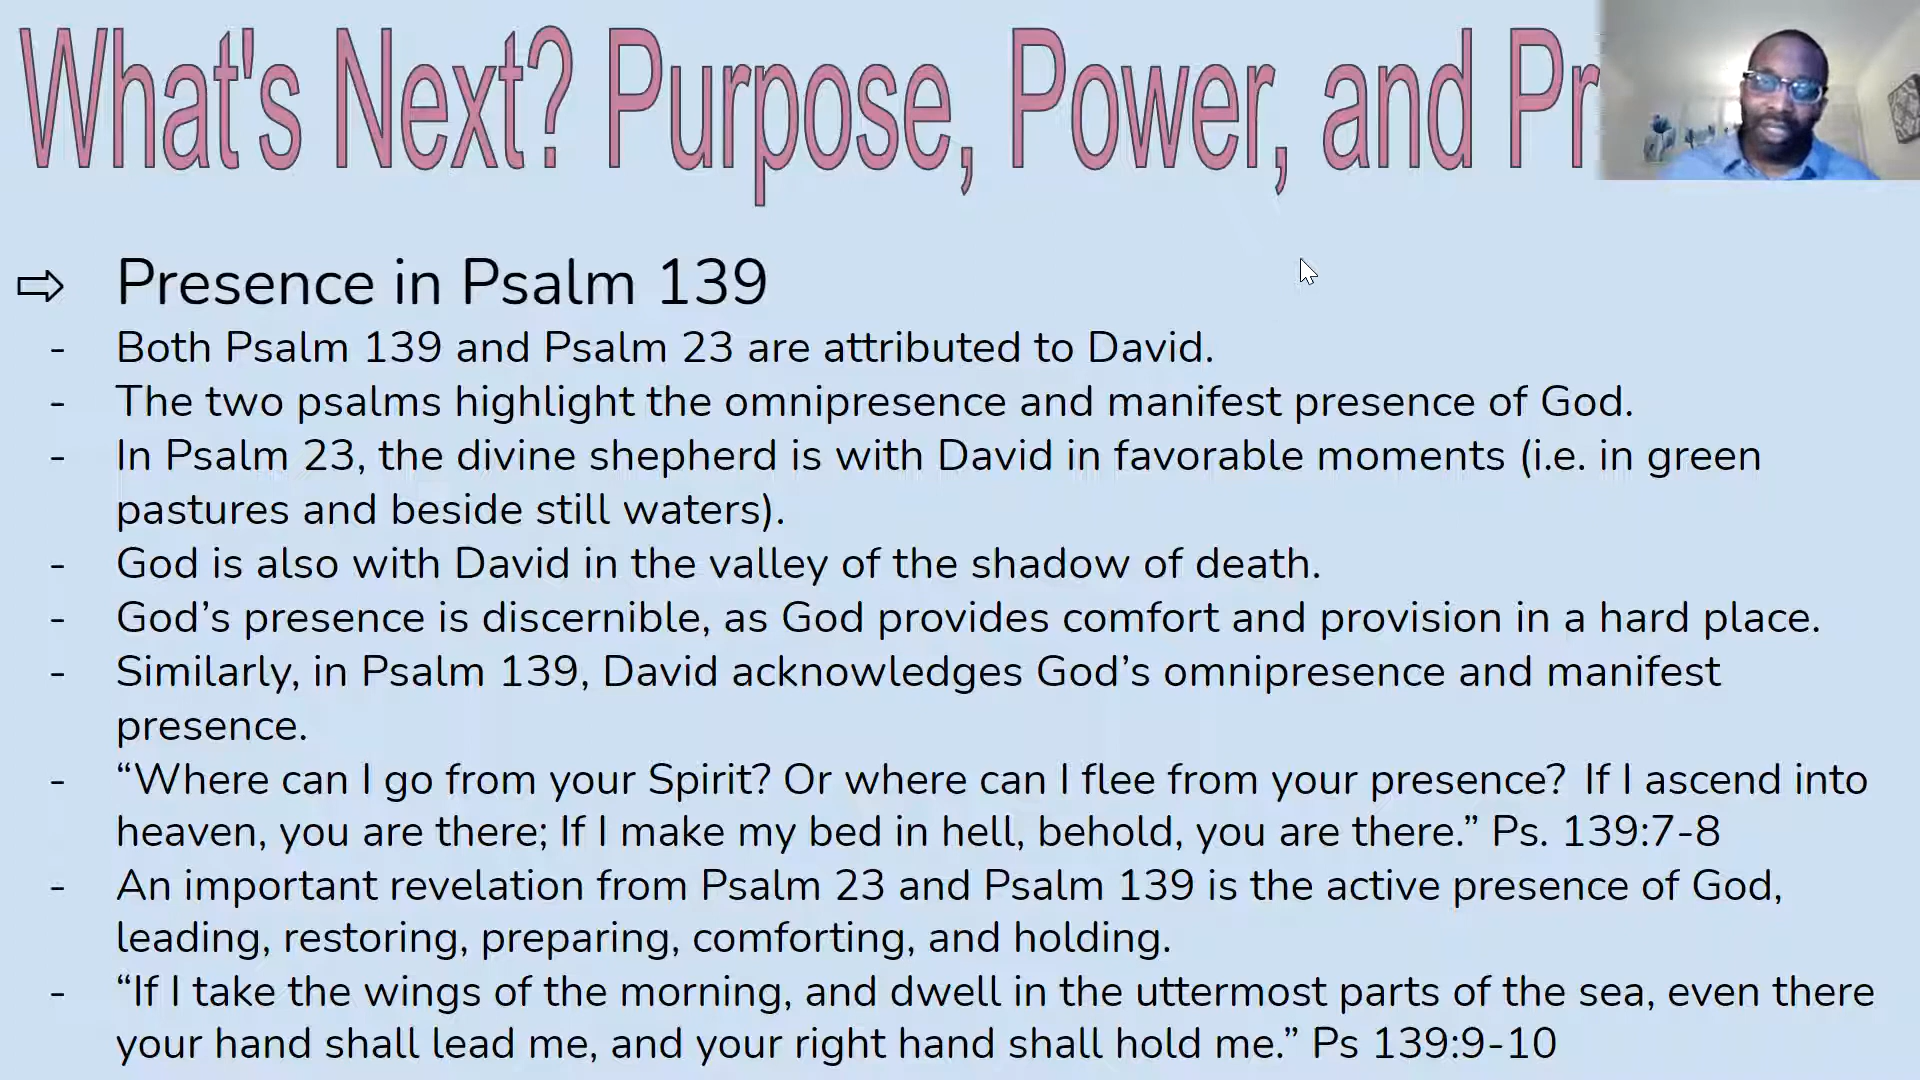 What's Next? Purpose, Power, and Pr
⇨ Presence in Psalm 139
- Both Psalm 139 and Psalm 23 are attributed to David.
- The two psalms highlight the omnipresence and manifest presence of God.
- In Psalm 23, the divine shepherd is with David in favorable moments (i.e. in green
pastures and beside still waters).
- God is also with David in the valley of the shadow of death.
- God’s presence is discernible, as God provides comfort and provision in a hard place.
- Similarly, in Psalm 139, David acknowledges God’s omnipresence and manifest
presence.
- “Where can I go from your Spirit? Or where can I flee from your presence? If I ascend into
heaven, you are there; If I make my bed in hell, behold, you are there.” Ps. 139:7-8
- An important revelation from Psalm 23 and Psalm 139 is the active presence of God,
leading, restoring, preparing, comforting, and holding.
- “If I take the wings of the morning, and dwell in the uttermost parts of the sea, even there
your hand shall lead me, and your right hand shall hold me.” Ps 139:9-10